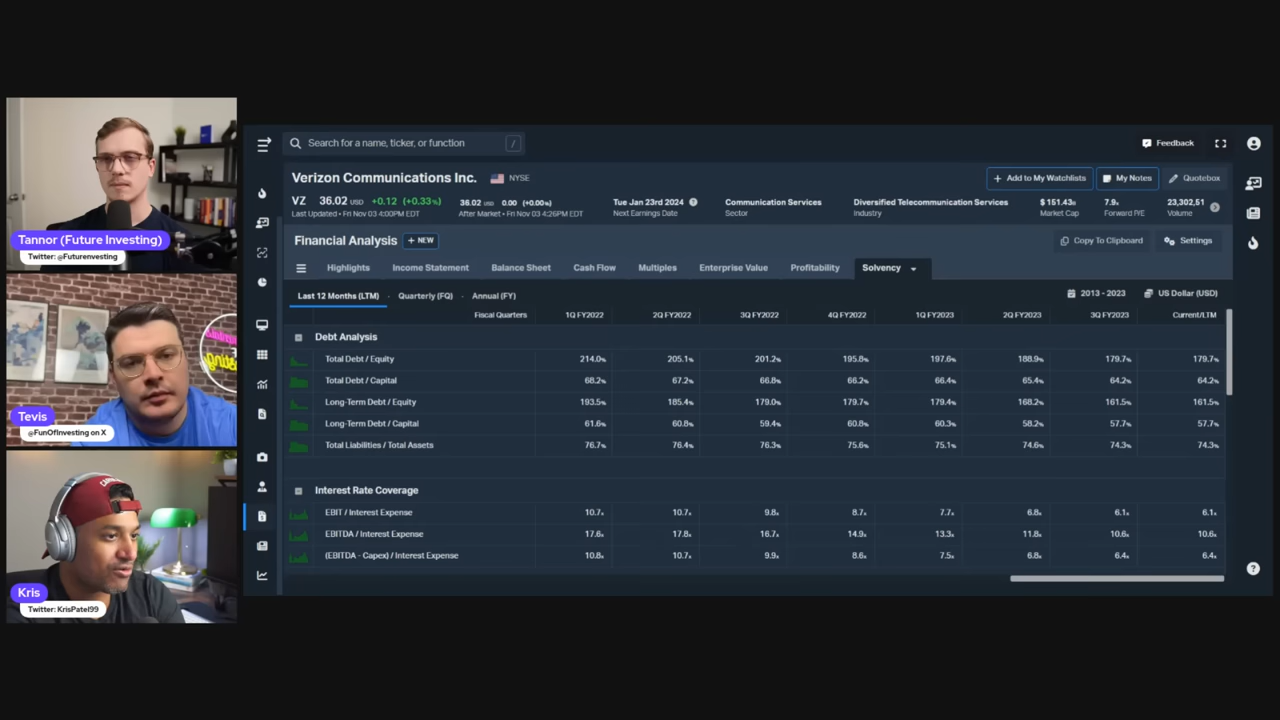 Tannor (Future Investing)
Twitter: @Futurenvesting
Tevis
@FunOfInvesting on X
Kris
Twitter: KrisPatel99
Search for a name, ticker, or function /
Feedback
Verizon Communications Inc. NYSE
+ Add to My Watchlists My Notes Quotebox
VZ 36.02 USD +0.12 (+0.33%) 36.02 USD 0.00 (+0.00%) Tue Jan 23rd 2024 Communication Services Diversified Telecommunication Services $ 151.43B 7.9x 23,302,51
Last Updated • Fri Nov 03 4:00PM EDT After Market • Fri Nov 03 4:26PM EDT Next Earnings Date Sector Industry Market Cap Forward P/E Volume
Financial Analysis + NEW Copy To Clipboard Settings
Highlights Income Statement Balance Sheet Cash Flow Multiples Enterprise Value Profitability Solvency
Last 12 Months (LTM) · Quarterly (FQ) · Annual (FY) 2013 - 2023 US Dollar (USD)
Fiscal Quarters 1Q FY2022 2Q FY2022 3Q FY2022 4Q FY2022 1Q FY2023 2Q FY2023 3Q FY2023 Current/LTM
Debt Analysis
Total Debt / Equity 214.0% 205.1% 201.2% 195.8% 197.6% 188.9% 179.7% 179.7%
Total Debt / Capital 68.2% 67.2% 66.8% 66.2% 66.4% 65.4% 64.2% 64.2%
Long-Term Debt / Equity 193.5% 185.4% 179.0% 179.7% 179.4% 168.2% 161.5% 161.5%
Long-Term Debt / Capital 61.6% 60.8% 59.4% 60.8% 60.3% 58.2% 57.7% 57.7%
Total Liabilities / Total Assets 76.7% 76.4% 76.3% 75.6% 75.1% 74.6% 74.3% 74.3%
Interest Rate Coverage
EBIT / Interest Expense 10.7x 10.7x 9.8x 8.7x 7.7x 6.8x 6.1x 6.1x
EBITDA / Interest Expense 17.6x 17.8x 16.7x 14.9x 13.3x 11.8x 10.6x 10.6x
(EBITDA - Capex) / Interest Expense 10.8x 10.7x 9.9x 8.6x 7.5x 6.8x 6.4x 6.4x